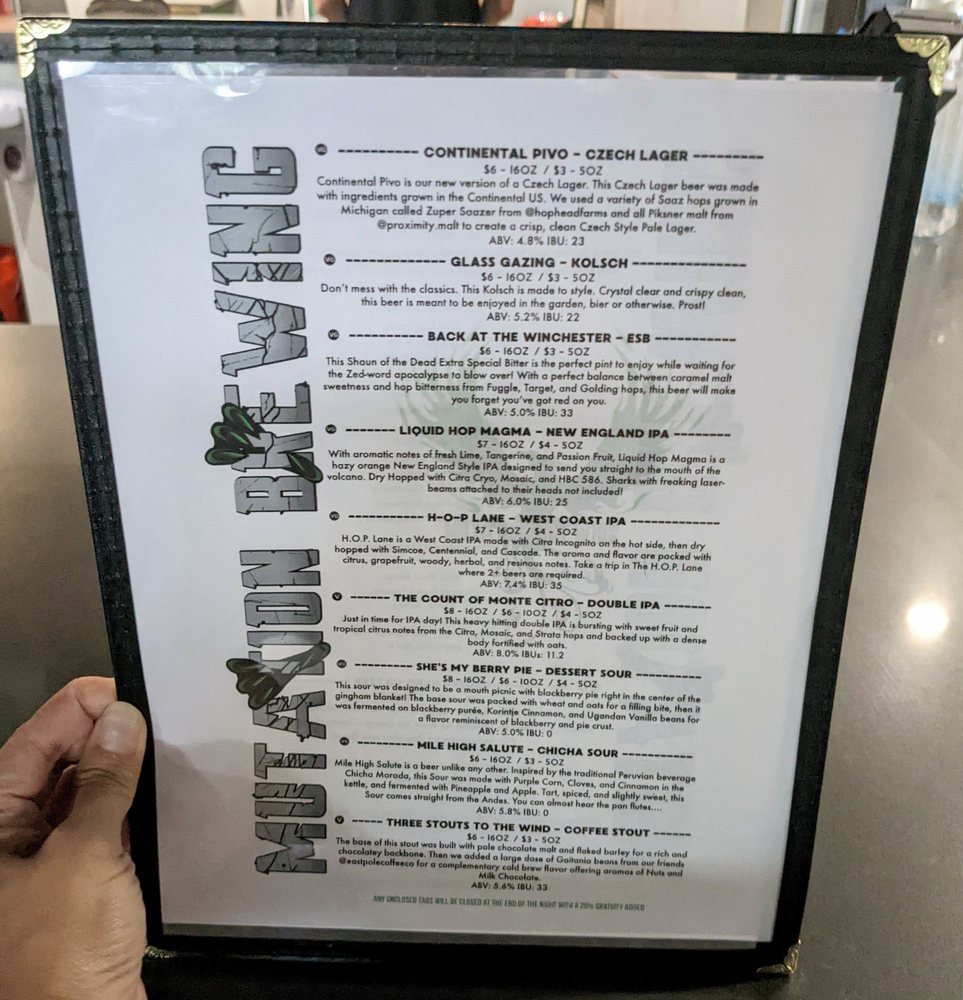 MUTATION BREWING
VG ---------- CONTINENTAL PIVO - CZECH LAGER ---------
$6 - 16OZ / $3 - 5OZ
Continental Pivo is our new version of a Czech Lager. This Czech Lager beer was made
with ingredients grown in the Continental US. We used a variety of Saaz hops grown in
Michigan called Zuper Saazer from @hopheadfarms and all Piksner malt from
@proximity.malt to create a crisp, clean Czech Style Pale Lager.
ABV: 4.8% IBU: 23
VG ------------- GLASS GAZING - KOLSCH ---------------
$6 - 16OZ / $3 - 5OZ
Don't mess with the classics. This Kolsch is made to style. Crystal clear and crispy clean,
this beer is meant to be enjoyed in the garden, bier or otherwise. Prost!
ABV: 5.2% IBU: 22
VG ---------- BACK AT THE WINCHESTER - ESB -----------
$6 - 16OZ / $3 - 5OZ
This Shaun of the Dead Extra Special Bitter is the perfect pint to enjoy while waiting for
the Zed-word apocalypse to blow over! With a perfect balance between caramel malt
sweetness and hop bitterness from Fuggle, Target, and Golding hops, this beer will make
you forget you've got red on you.
ABV: 5.0% IBU: 33
VG ------- LIQUID HOP MAGMA - NEW ENGLAND IPA --------
$7 - 16OZ / $4 - 5OZ
With aromatic notes of fresh Lime, Tangerine, and Passion Fruit, Liquid Hop Magma is a
hazy orange New England Style IPA designed to send you straight to the mouth of the
volcano. Dry Hopped with Citra Cryo, Mosaic, and HBC 586. Sharks with freaking laser-
beams attached to their heads not included!
ABV: 6.0% IBU: 25
VG ----------- H-O-P LANE - WEST COAST IPA -------------
$7 - 16OZ / $4 - 5OZ
H.O.P. Lane is a West Coast IPA made with Citra Incognito on the hot side, then dry
hopped with Simcoe, Centennial, and Cascade. The aroma and flavor are packed with
citrus, grapefruit, woody, herbal, and resinous notes. Take a trip in The H.O.P. Lane
where 2+ beers are required.
ABV: 7.4% IBU: 35
V ------ THE COUNT OF MONTE CITRO - DOUBLE IPA -------
$8 - 16OZ / $6 - 10OZ / $4 - 5OZ
Just in time for IPA day! This heavy hitting double IPA is bursting with sweet fruit and
tropical citrus notes from the Citra, Mosaic, and Strata hops and backed up with a dense
body fortified with oats.
ABV: 8.0% IBUs: 11.2
VG --------- SHE'S MY BERRY PIE - DESSERT SOUR ----------
$8 - 16OZ / $6 - 10OZ / $4 - 5OZ
This sour was designed to be a mouth picnic with blackberry pie right in the center of the
gingham blanket! The base sour was packed with wheat and oats for a filling bite, then it
was fermented on blackberry purée, Korintje Cinnamon, and Ugandan Vanilla beans for
a flavor reminiscent of blackberry and pie crust.
ABV: 5.0% IBU: 0
VG --------- MILE HIGH SALUTE - CHICHA SOUR -----------
$6 - 16OZ / $3 - 5OZ
Mile High Salute is a beer unlike any other. Inspired by the traditional Peruvian beverage
Chicha Morada, this Sour was made with Purple Corn, Cloves, and Cinnamon in the
kettle, and fermented with Pineapple and Apple. Tart, spiced, and slightly sweet, this
Sour comes straight from the Andes. You can almost hear the pan flutes....
ABV: 5.8% IBU: 0
V ----- THREE STOUTS TO THE WIND - COFFEE STOUT ------
$6 - 16OZ / $3 - 5OZ
The base of this stout was built with pale chocolate malt and flaked barley for a rich and
chocolatey backbone. Then we added a large dose of Gaitania beans from our friends
@eastpolecoffeeco for a complementary cold brew flavor offering aromas of Nuts and
Milk Chocolate.
ABV: 5.6% IBU: 33
ANY UNCLOSED TABS WILL BE CLOSED AT THE END OF THE NIGHT WITH A 20% GRATUITY ADDED